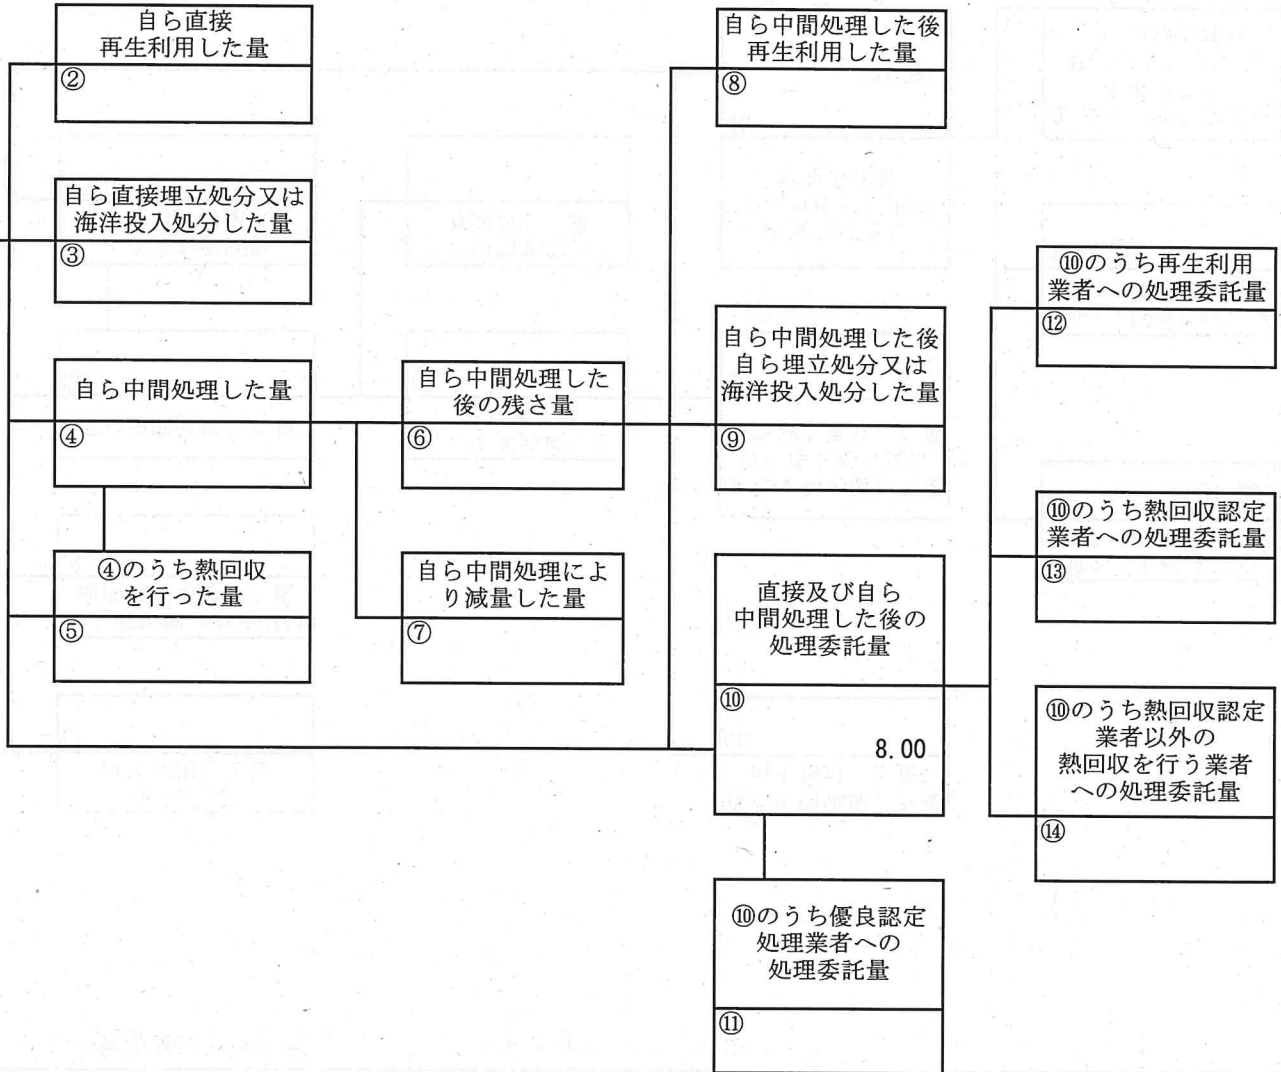 自ら直接
再生利用した量
②
自ら直接埋立処分又は
海洋投入処分した量
③
自ら中間処理した量
④
④のうち熱回収
を行った量
⑤
自ら中間処理した
後の残さ量
⑥
自ら中間処理によ
り減量した量
⑦
自ら中間処理した後
再生利用した量
⑧
自ら中間処理した後
自ら埋立処分又は
海洋投入処分した量
⑨
直接及び自ら
中間処理した後の
処理委託量
⑩
8.00
⑩のうち優良認定
処理業者への
処理委託量
⑪
⑩のうち再生利用
業者への処理委託量
⑫
⑩のうち熱回収認定
業者への処理委託量
⑬
⑩のうち熱回収認定
業者以外の
熱回収を行う業者
への処理委託量
⑭